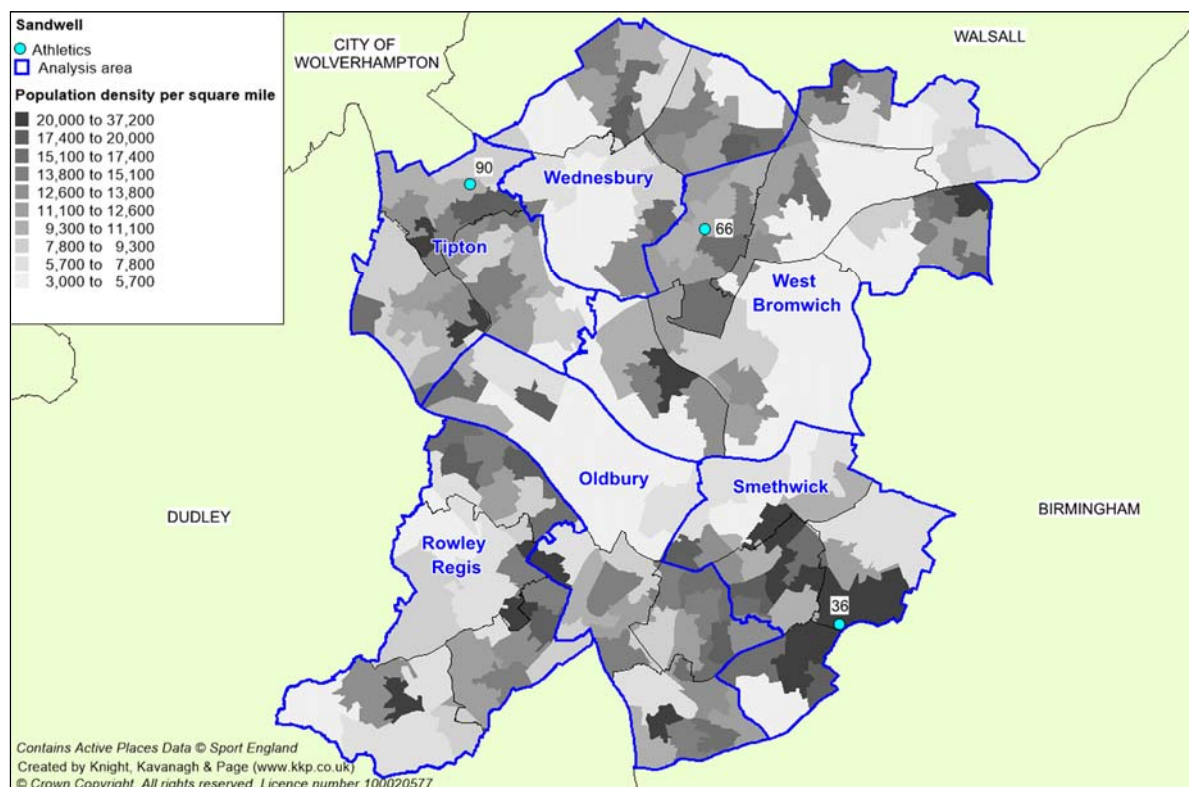 Sandwell
Athletics
Analysis area
Population density per square mile
20,000 to 37,200
17,400 to 20,000
15,100 to 17,400
13,800 to 15,100
12,600 to 13,800
11,100 to 12,600
9,300 to 11,100
7,800 to 9,300
5,700 to 7,800
3,000 to 5,700
CITY OF
WOLVERHAMPTON
WALSALL
90
Wednesbury
66
Tipton
West
Bromwich
Oldbury
Smethwick
DUDLEY
BIRMINGHAM
Rowley
Regis
36
Contains Active Places Data © Sport England
Created by Knight, Kavanagh & Page (www.kkp.co.uk)
© Crown Copyright. All rights reserved. Licence number 100020577